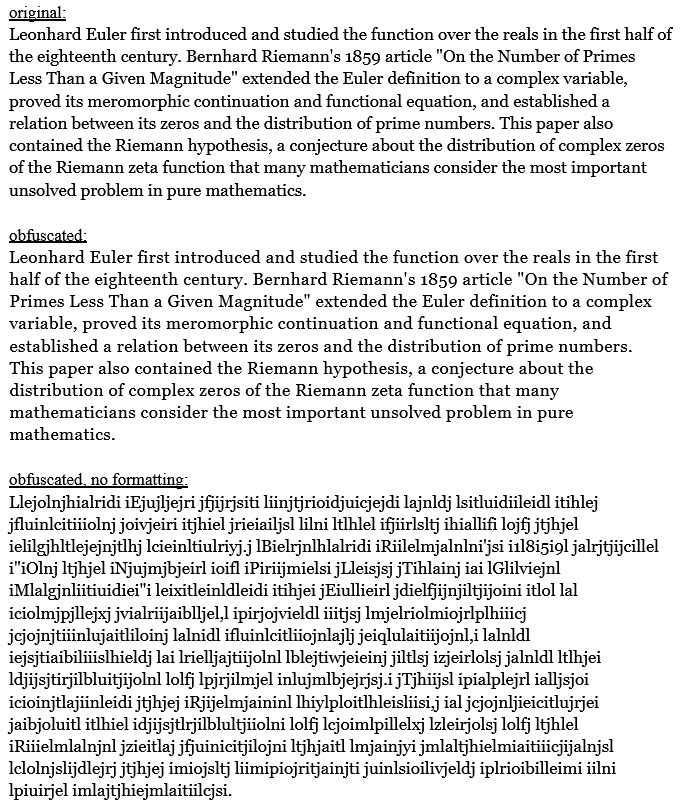 original:
Leonhard Euler first introduced and studied the function over the reals in the first half of
the eighteenth century. Bernhard Riemann's 1859 article "On the Number of Primes
Less Than a Given Magnitude" extended the Euler definition to a complex variable,
proved its meromorphic continuation and functional equation, and established a
relation between its zeros and the distribution of prime numbers. This paper also
contained the Riemann hypothesis, a conjecture about the distribution of complex zeros
of the Riemann zeta function that many mathematicians consider the most important
unsolved problem in pure mathematics.
obfuscated:
Leonhard Euler first introduced and studied the function over the reals in the first
half of the eighteenth century. Bernhard Riemann's 1859 article "On the Number of
Primes Less Than a Given Magnitude" extended the Euler definition to a complex
variable, proved its meromorphic continuation and functional equation, and
established a relation between its zeros and the distribution of prime numbers.
This paper also contained the Riemann hypothesis, a conjecture about the
distribution of complex zeros of the Riemann zeta function that many
mathematicians consider the most important unsolved problem in pure
mathematics.
obfuscated, no formatting:
Llejolnjhialridi iEjujljejri jfjijrjsiti liinjtjrioidjuicjejdi lajnldj lsitluidiileidl itihlej
jfluinlcitiiiolnj joivjeiri itjhiel jrieiailjsl lilni ltlhlel ifjiirlsltj ihiallifi lojfj jtjhjel
ielilgjhltlejejnjtlhj lcieinltiulriyj.j lBielrjnlhlalridi iRiilelmjalnlni'jsi i1l8i5i9l jalrjtjijcillel
i"iOlnj ltjhjel iNjujmjbjeirl ioifl iPiriijmielsi jLleisjsj jTihlainj iai lGlilviejnl
iMlalgjnliitiuidiei"i leixitleinldleidi itihjei jEiullieirl jdielfjijnjiltjijoini itlol lal
iciolmjpjllejxj jvialriijaiblljel,l ipirjojvieldl iiitjsj lmjelriolmiojrlplhiiicj
jcjojnjtiiinlujaitliloinj lalnidl ifluinlcitliiojnlajlj jeiqlulaitiijojnl,i lalnldl
iejsjtiaibiliiislhieldj lai lrielljajtiijolnl lblejtiwjeieinj jiltlsj izjeirlolsj jalnldl ltlhjei
ldjijsjtirjilbluitjijolnl lolfj lpjrjilmjel inlujmlbjejrjsj.i jTjhiijsl ipialplejrl ialljsjoi
icioinjtlajiinleidi jtjhjej iRjijelmjaininl lhiylploitlhleisliisi,j ial jcjojnljieicitlujrjei
jaibjoluitl itlhiel idjijsjtlrjilblultjiiolni lolfj lcjoimlpillelxj lzleirjolsj lolfj ltjhlel
iRiiielmlalnjnl jzieitlaj jfjuinicitjilojni ltjhjaitl lmjainjyi jmlaltjhielmiaitiiicjijalnjsl
lclolnjslijdlejrj jtjhjej imiojsltj liimipiojritjainjti juinlsioilivjeldj iplrioibilleimi iilni
lpiuirjel imlajtjhiejmlaitiilcjsi.